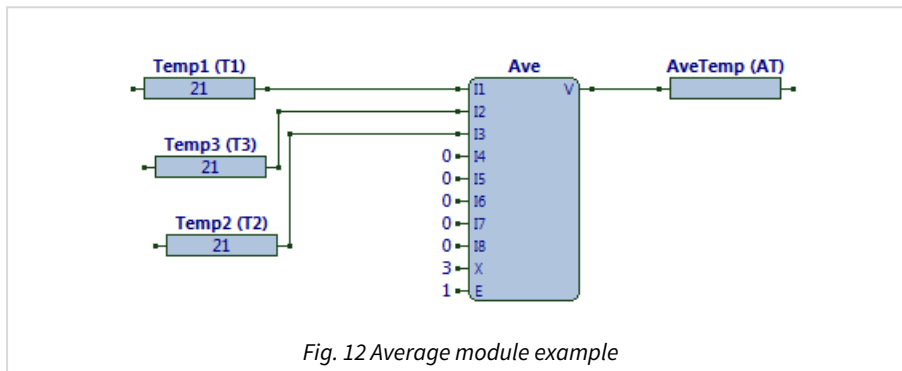 Temp1 (T1) Ave AveTemp (AT)
21 I1 V
I2
Temp3 (T3) I3
21 0 I4
0 I5
0 I6
Temp2 (T2) 0 I7
21 0 I8
3 X
1 E
Fig. 12 Average module example